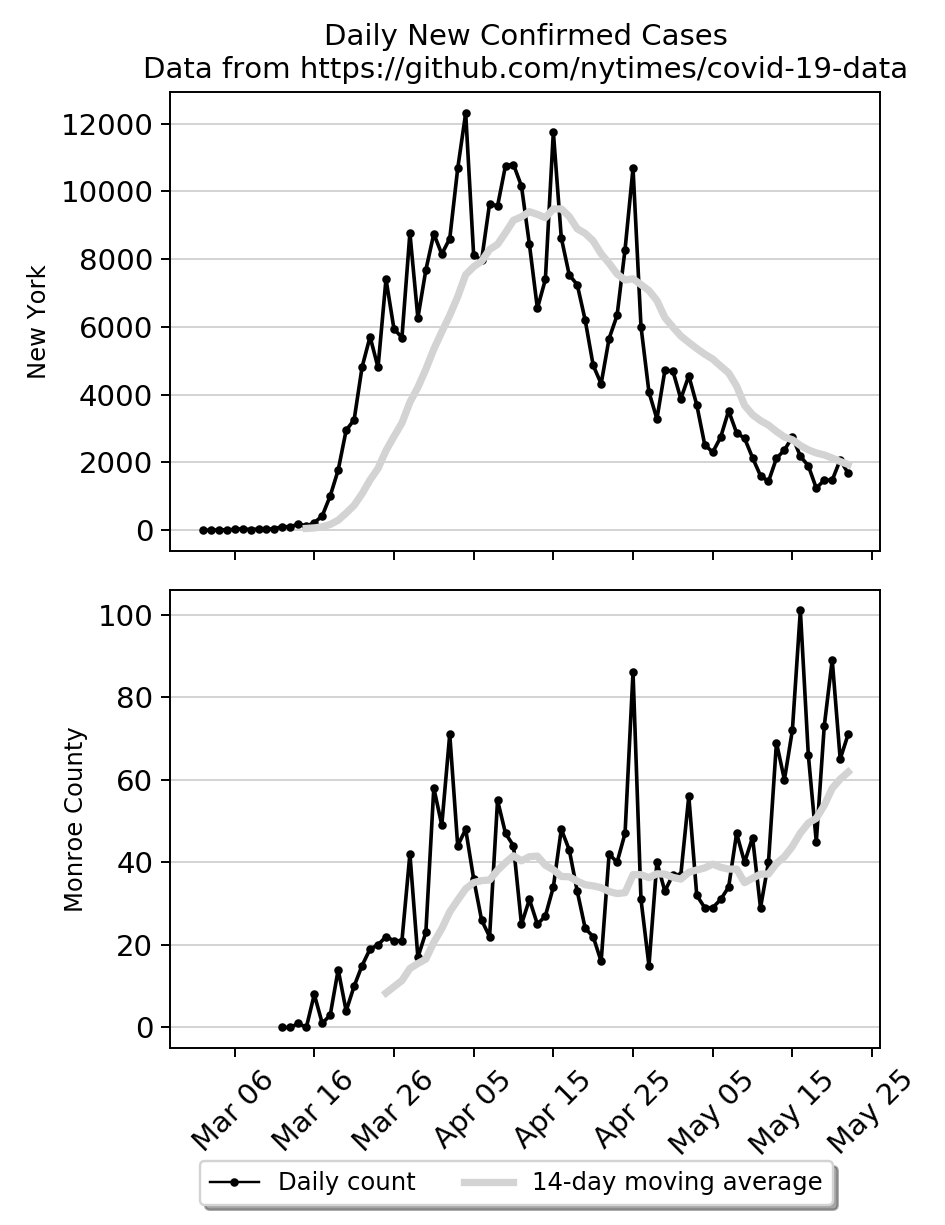 Daily New Confirmed Cases
Data from https://github.com/nytimes/covid-19-data
12000
10000
8000
6000
4000
2000
0
New York
100
80
60
40
20
0
Monroe County
Mar 06
Mar 16
Mar 26
Apr 05
Apr 15
Apr 25
May 05
May 15
May 25
Daily count
14-day moving average